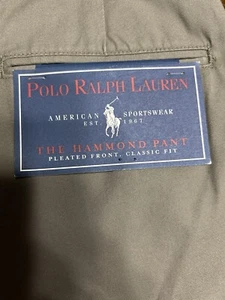 POLO RALPH LAUREN
AMERICAN SPORTSWEAR
EST. 1967
THE HAMMOND PANT
PLEATED FRONT, CLASSIC FIT